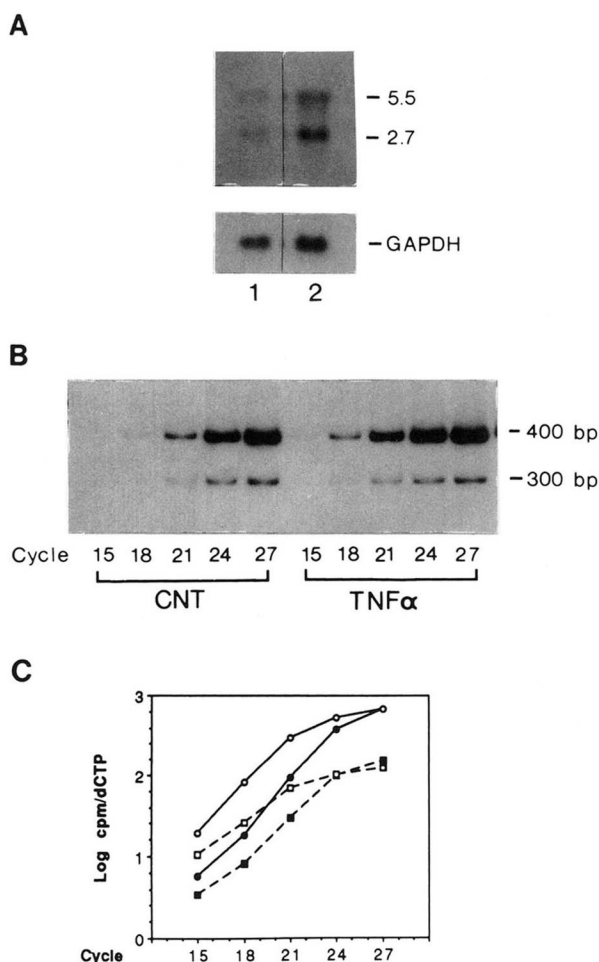 A
– 5.5
– 2.7
– GAPDH
1 2
B
– 400 bp
– 300 bp
Cycle 15 18 21 24 27 15 18 21 24 27
CNT TNFα
C
3
2
1
0
Log cpm/dCTP
Cycle 15 18 21 24 27